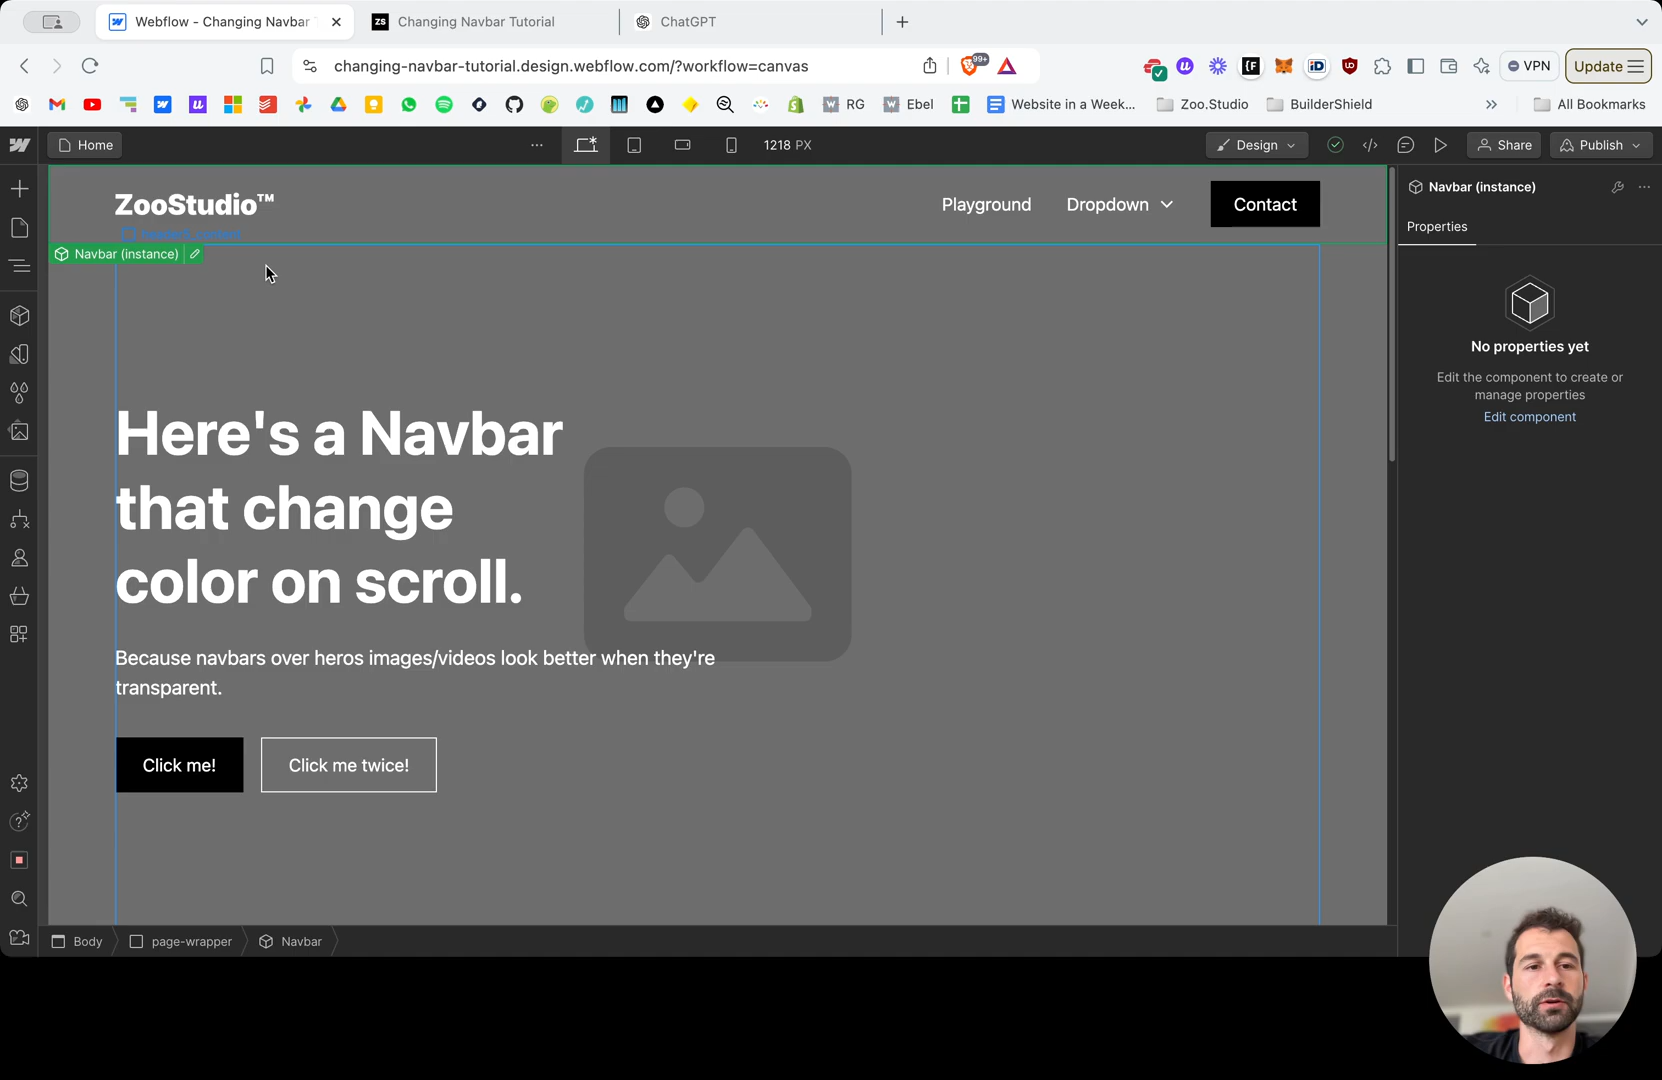 Webflow - Changing Navbar T
ZS Changing Navbar Tutorial
ChatGPT
changing-navbar-tutorial.design.webflow.com/?workflow=canvas
99+
VPN
Update
RG
Ebel
Website in a Week...
Zoo.Studio
BuilderShield
All Bookmarks
Home
1218 PX
Design
Share
Publish
ZooStudio™
Playground
Dropdown
Contact
Navbar (instance)
Here's a Navbar
that change
color on scroll.
Because navbars over heros images/videos look better when they're
transparent.
Click me!
Click me twice!
Navbar (instance)
Properties
No properties yet
Edit the component to create or
manage properties
Edit component
Body
page-wrapper
Navbar